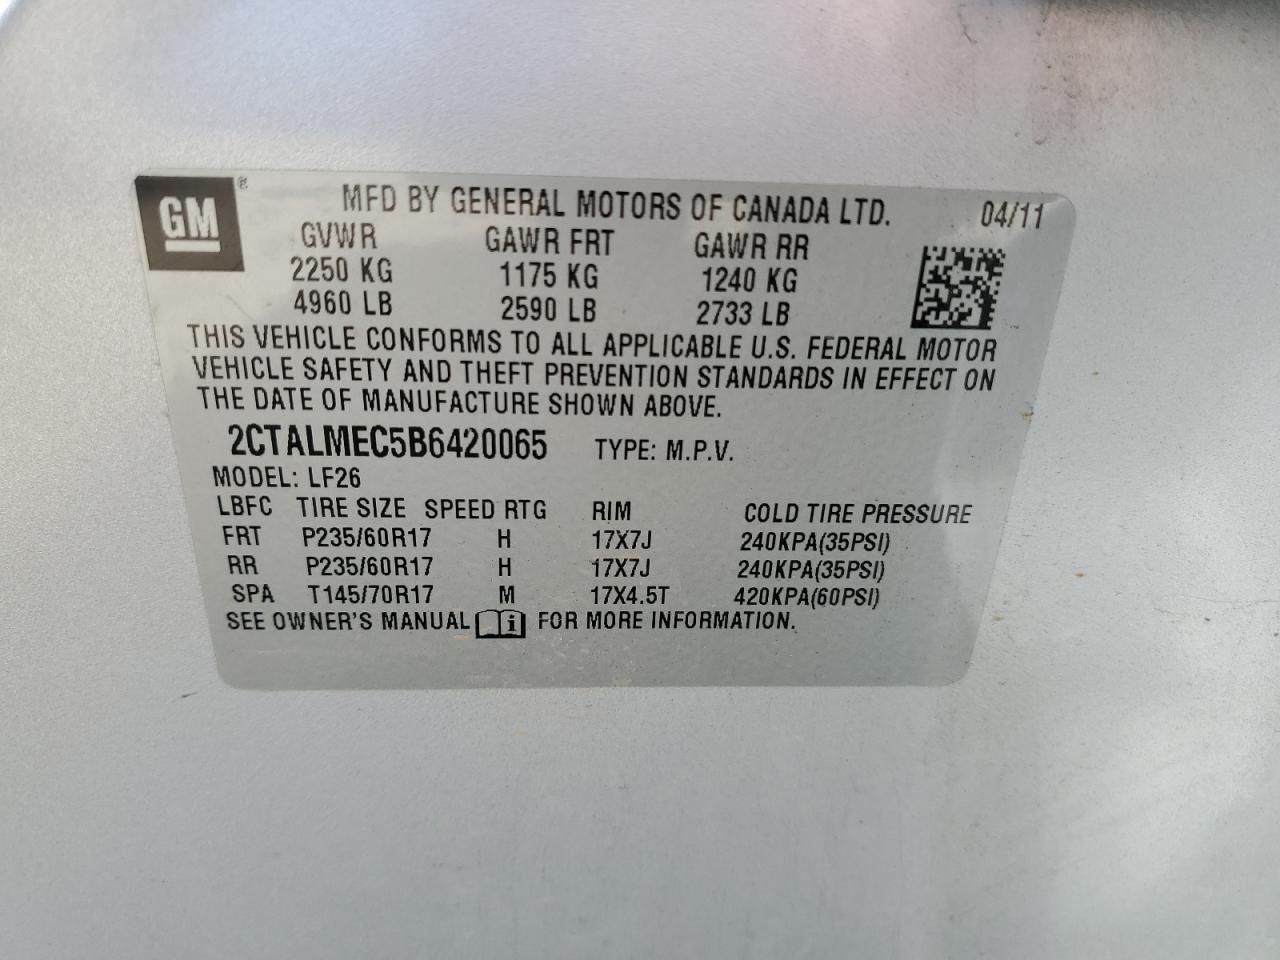 GM®
MFD BY GENERAL MOTORS OF CANADA LTD. 04/11
GVWR GAWR FRT GAWR RR
2250 KG 1175 KG 1240 KG
4960 LB 2590 LB 2733 LB
THIS VEHICLE CONFORMS TO ALL APPLICABLE U.S. FEDERAL MOTOR
VEHICLE SAFETY AND THEFT PREVENTION STANDARDS IN EFFECT ON
THE DATE OF MANUFACTURE SHOWN ABOVE.
2CTALMEC5B6420065 TYPE: M.P.V.
MODEL: LF26
LBFC TIRE SIZE SPEED RTG RIM COLD TIRE PRESSURE
FRT P235/60R17 H 17X7J 240KPA(35PSI)
RR P235/60R17 H 17X7J 240KPA(35PSI)
SPA T145/70R17 M 17X4.5T 420KPA(60PSI)
SEE OWNER'S MANUAL i FOR MORE INFORMATION.